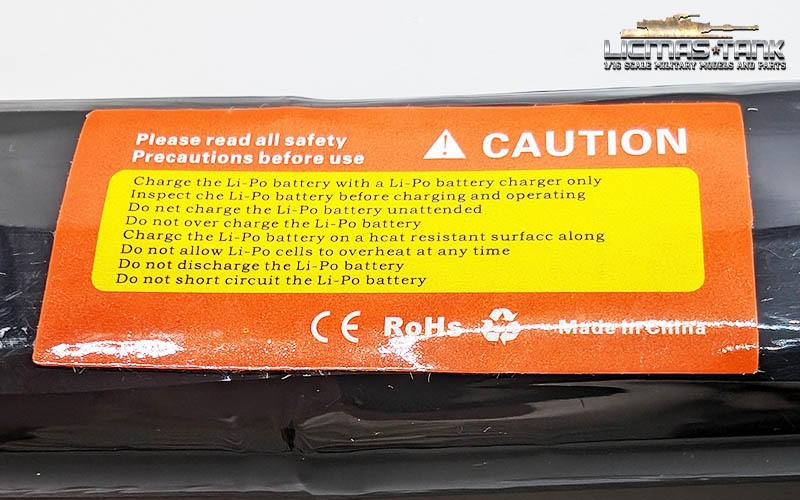 LICMAS★TANK
1/16 SCALE MILITARY MODELS AND PARTS
Please read all safety
Precautions before use
CAUTION
Charge the Li-Po battery with a Li-Po battery charger only
Inspect che Li-Po battery before charging and operating
Do net charge the Li-Po battery unattended
Do not over charge the Li-Po battery
Chargc the Li-Po battery on a hcat resistant surfacc along
Do not allow Li-Po cells to overheat at any time
Do not discharge the Li-Po battery
Do not short circuit the Li-Po battery
CE RoHs Made in China